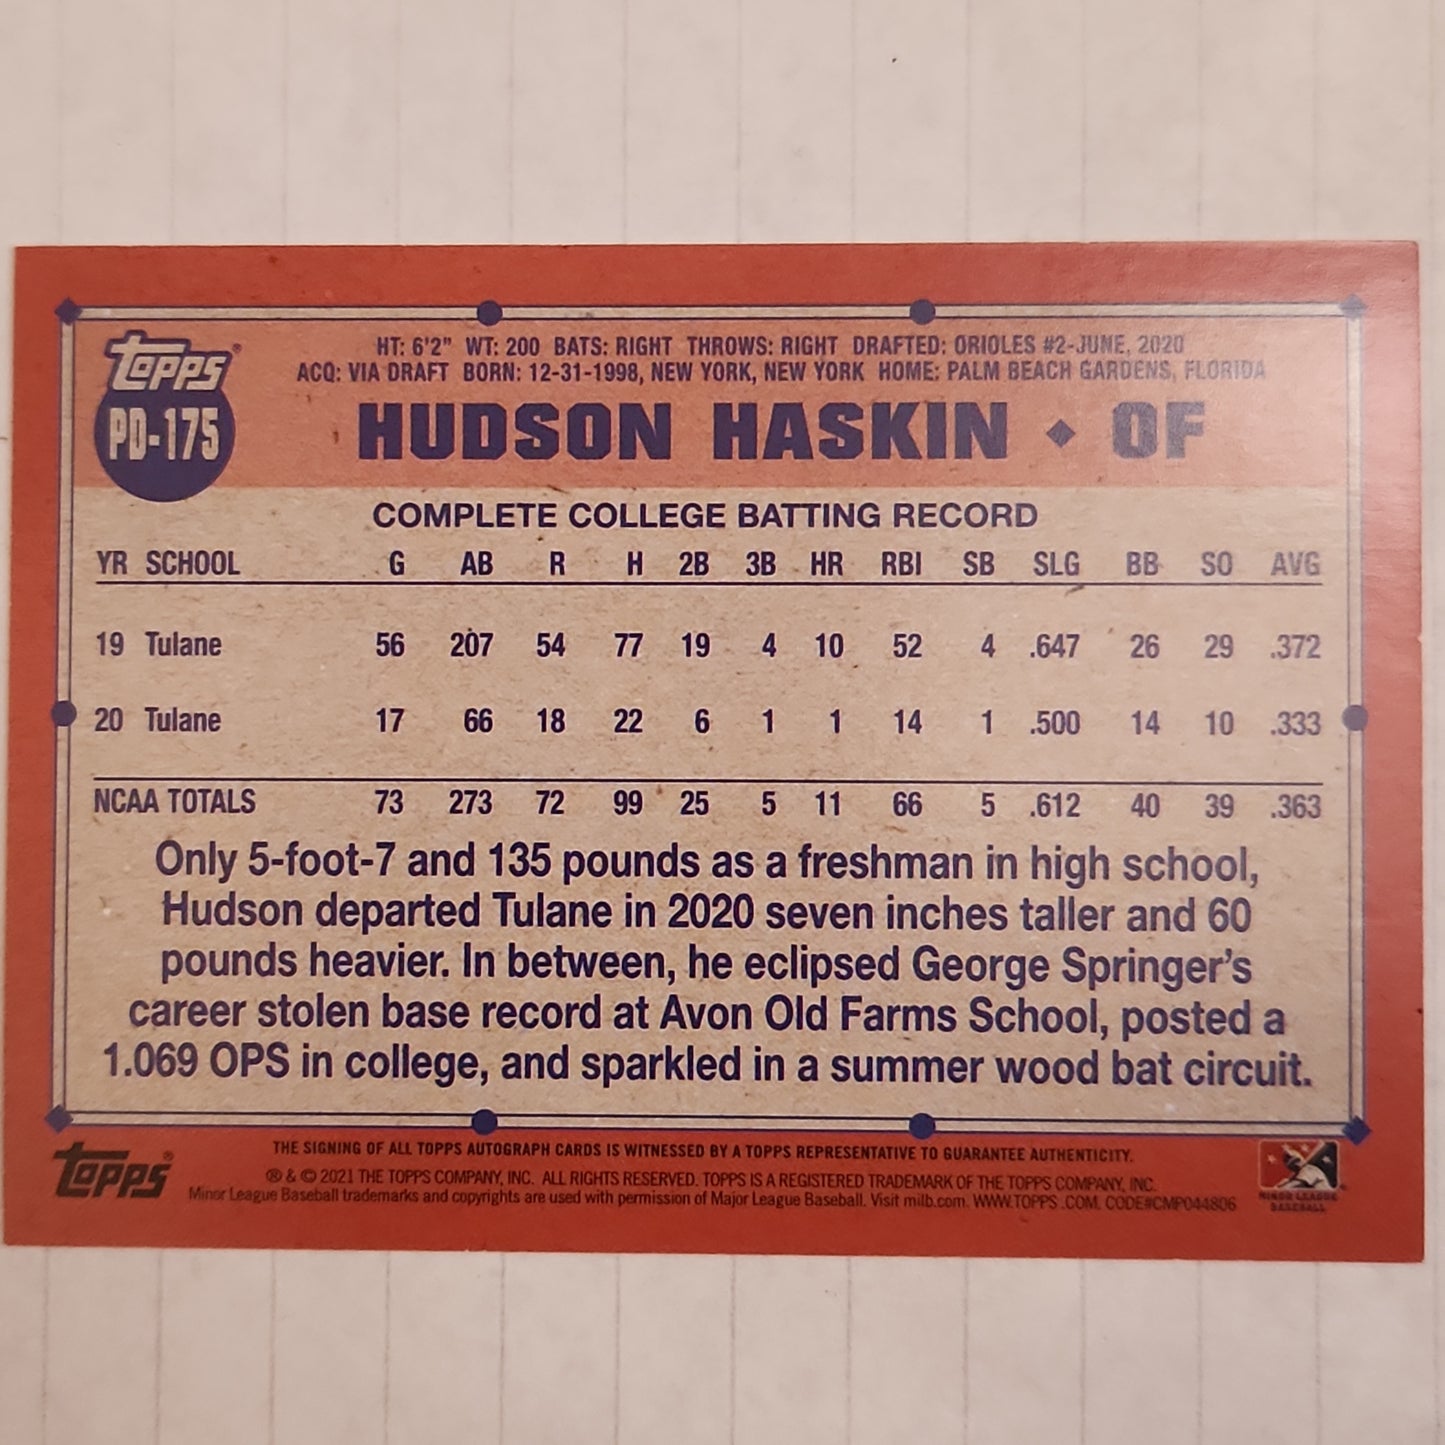 topps®
PD-175
HT: 6'2" WT: 200 BATS: RIGHT THROWS: RIGHT DRAFTED: ORIOLES #2-JUNE, 2020
ACQ: VIA DRAFT BORN: 12-31-1998, NEW YORK, NEW YORK HOME: PALM BEACH GARDENS, FLORIDA
HUDSON HASKIN ◆ OF
COMPLETE COLLEGE BATTING RECORD
YR SCHOOL G AB R H 2B 3B HR RBI SB SLG BB SO AVG
19 Tulane 56 207 54 77 19 4 10 52 4 .647 26 29 .372
20 Tulane 17 66 18 22 6 1 1 14 1 .500 14 10 .333
NCAA TOTALS 73 273 72 99 25 5 11 66 5 .612 40 39 .363
Only 5-foot-7 and 135 pounds as a freshman in high school,
Hudson departed Tulane in 2020 seven inches taller and 60
pounds heavier. In between, he eclipsed George Springer's
career stolen base record at Avon Old Farms School, posted a
1.069 OPS in college, and sparkled in a summer wood bat circuit.
topps®
THE SIGNING OF ALL TOPPS AUTOGRAPH CARDS IS WITNESSED BY A TOPPS REPRESENTATIVE TO GUARANTEE AUTHENTICITY.
® & © 2021 THE TOPPS COMPANY, INC. ALL RIGHTS RESERVED. TOPPS IS A REGISTERED TRADEMARK OF THE TOPPS COMPANY, INC.
Minor League Baseball trademarks and copyrights are used with permission of Major League Baseball. Visit milb.com. WWW.TOPPS.COM. CODE#CMP044806
MINOR LEAGUE
BASEBALL